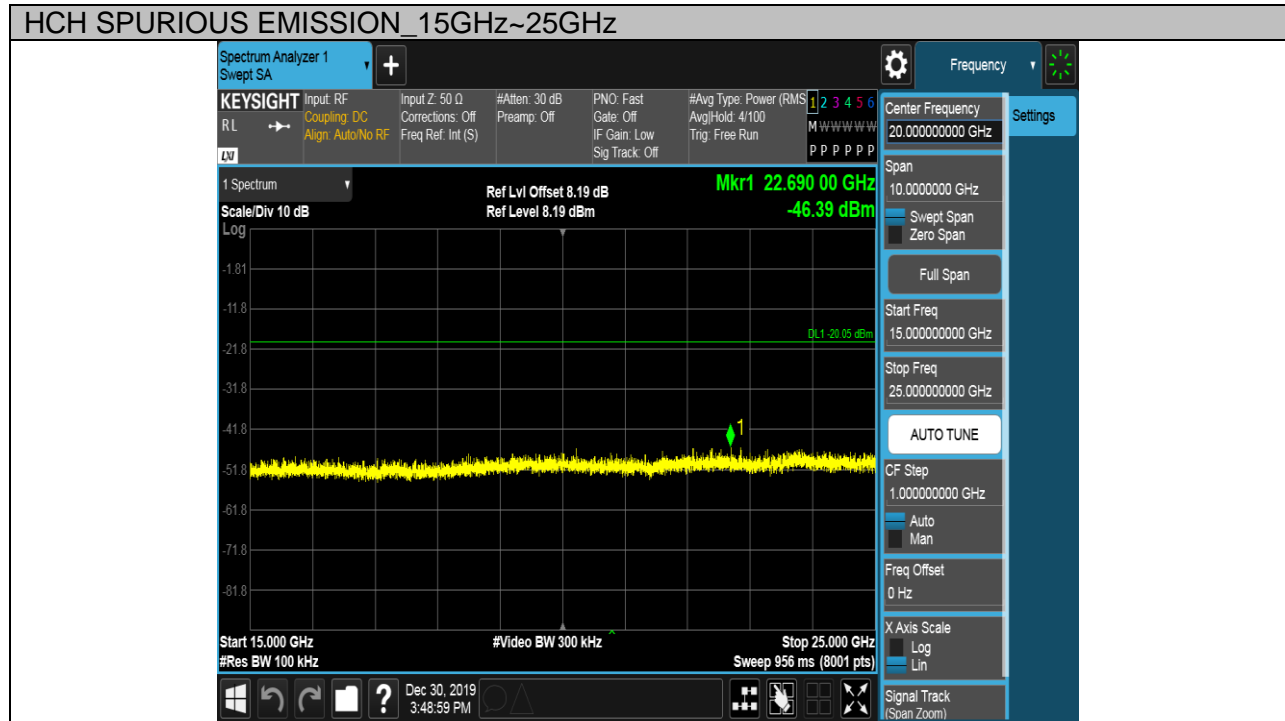 HCH SPURIOUS EMISSION_15GHz~25GHz
Spectrum Analyzer 1
Swept SA
+
Frequency
KEYSIGHT
R L
LXI
Input: RF
Coupling: DC
Align: Auto/No RF
Input Z: 50 Ω
Corrections: Off
Freq Ref: Int (S)
#Atten: 30 dB
Preamp: Off
PNO: Fast
Gate: Off
IF Gain: Low
Sig Track: Off
#Avg Type: Power (RMS
Avg|Hold: 4/100
Trig: Free Run
1 2 3 4 5 6
M W W W W W
P P P P P P
1 Spectrum
Scale/Div 10 dB
Log
Ref Lvl Offset 8.19 dB
Ref Level 8.19 dBm
Mkr1 22.690 00 GHz
-46.39 dBm
-1.81
-11.8
DL1 -20.05 dBm
-21.8
-31.8
-41.8
1
-51.8
-61.8
-71.8
-81.8
Start 15.000 GHz
#Video BW 300 kHz
Stop 25.000 GHz
#Res BW 100 kHz
Sweep 956 ms (8001 pts)
?
Dec 30, 2019
3:48:59 PM
Center Frequency
20.000000000 GHz
Settings
Span
10.0000000 GHz
Swept Span
Zero Span
Full Span
Start Freq
15.000000000 GHz
Stop Freq
25.000000000 GHz
AUTO TUNE
CF Step
1.000000000 GHz
Auto
Man
Freq Offset
0 Hz
X Axis Scale
Log
Lin
Signal Track
(Span Zoom)